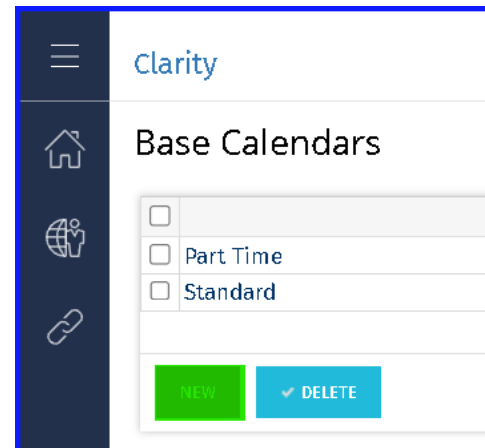 Clarity
Base Calendars
Part Time
Standard
NEW
DELETE